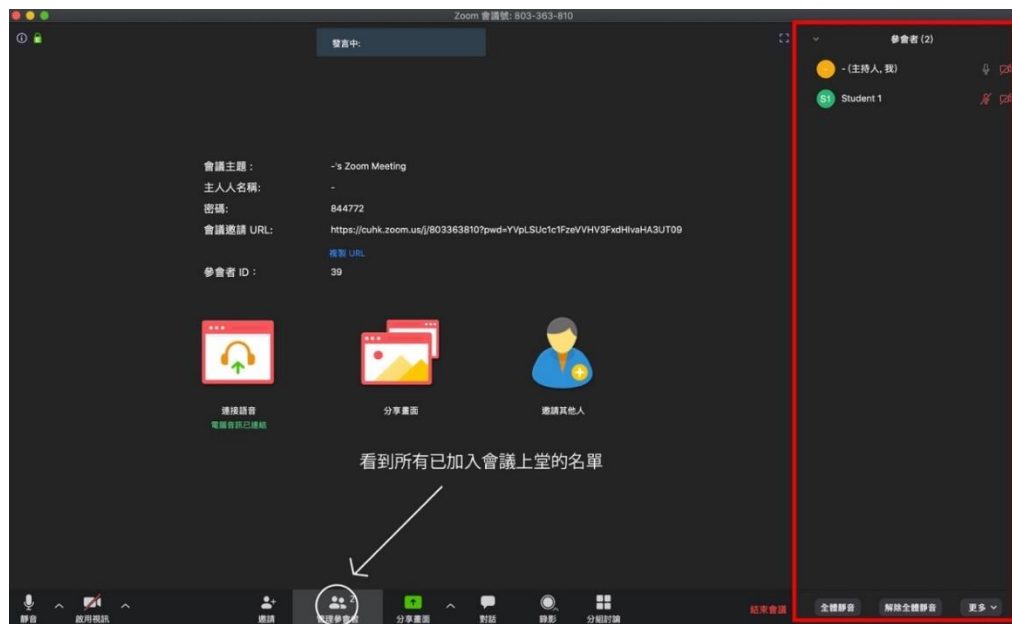 Zoom 會議號: 803-363-810
發言中:
參會者 (2)
- (主持人, 我)
S1 Student 1
會議主題 : -'s Zoom Meeting
主人人名稱: -
密碼: 844772
會議邀請 URL: https://cuhk.zoom.us/j/803363810?pwd=YVpLSUc1c1FzeVVHV3FxdHlvaHA3UT09
複製 URL
參會者 ID : 39
連接語音 分享畫面 邀請其他人
電腦音訊已連結
看到所有已加入會議上堂的名單
2
靜音 啟用視訊 邀請 管理參會者 分享畫面 對話 錄影 分組討論 結束會議
全體靜音 解除全體靜音 更多